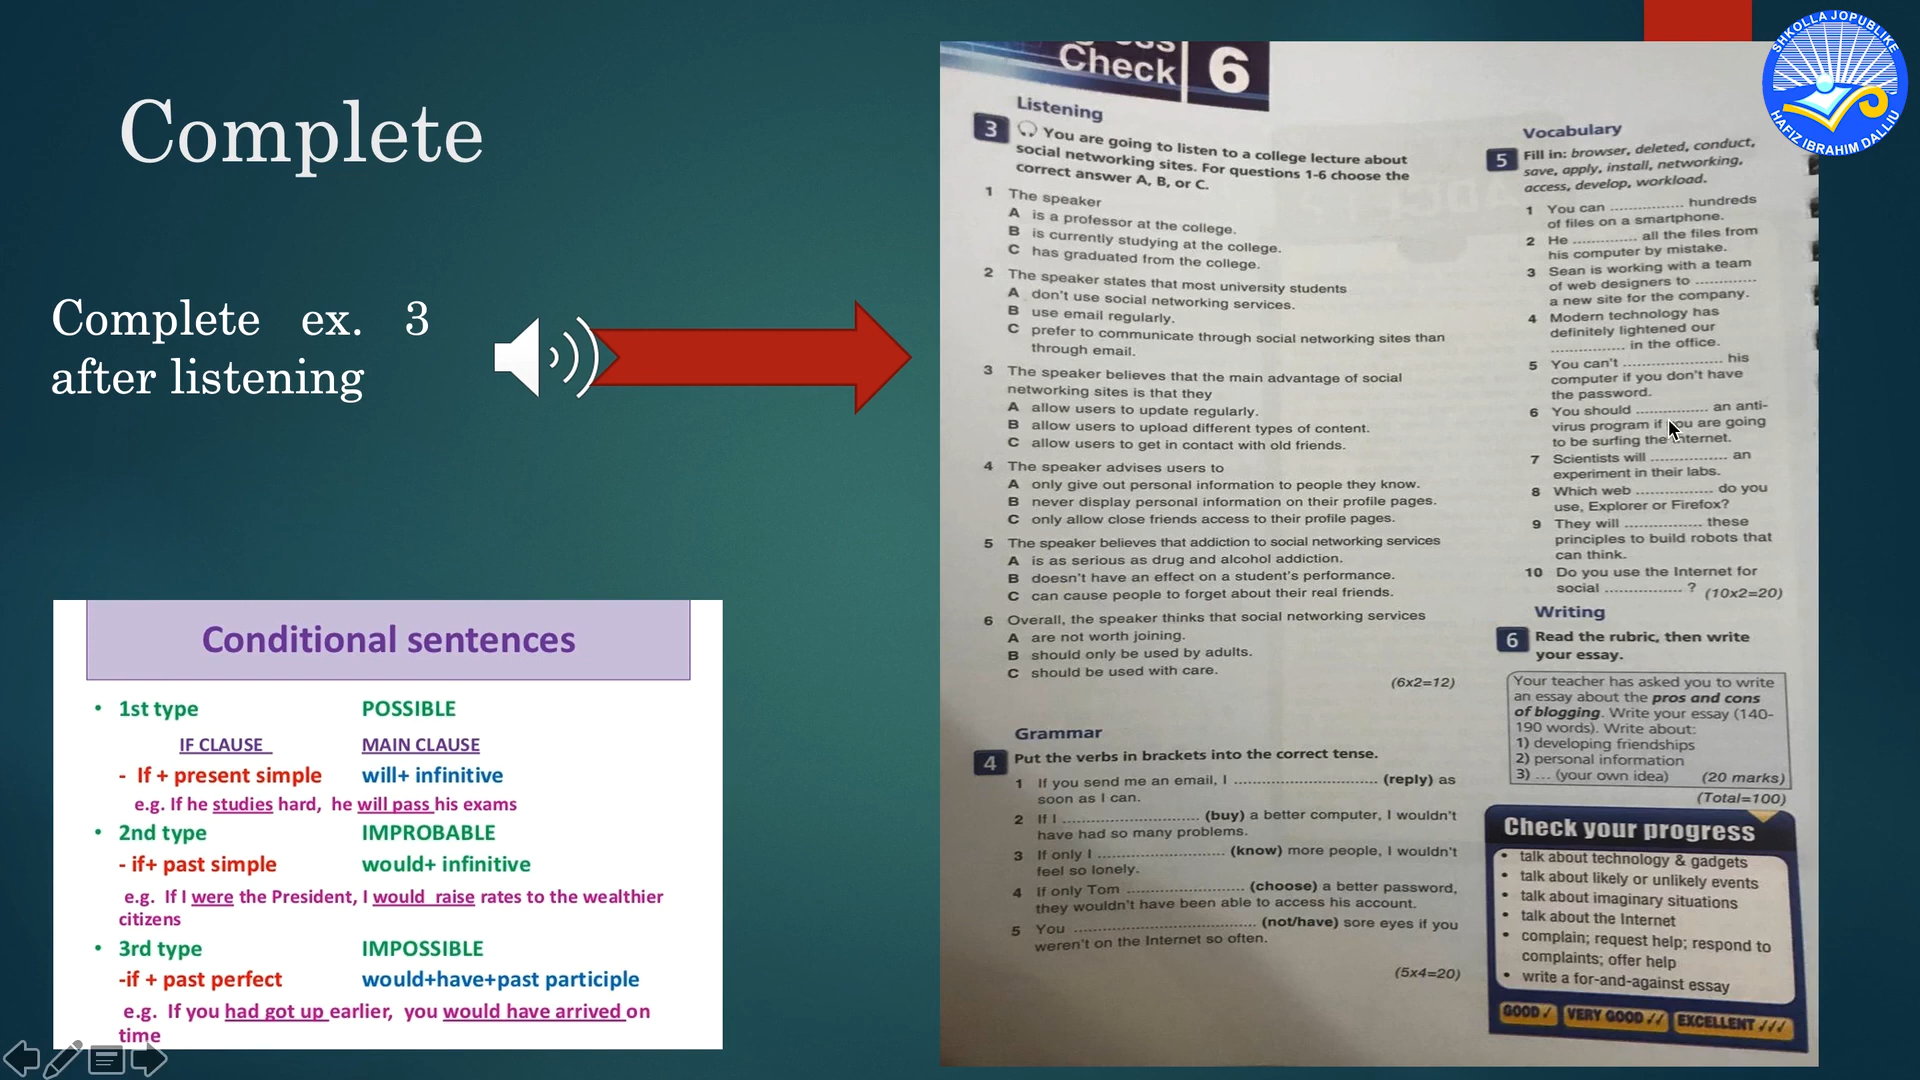 Complete
Complete ex. 3
after listening
Conditional sentences
• 1st type POSSIBLE
IF CLAUSE MAIN CLAUSE
- If + present simple will+ infinitive
e.g. If he studies hard, he will pass his exams
• 2nd type IMPROBABLE
- if+ past simple would+ infinitive
e.g. If I were the President, I would raise rates to the wealthier
citizens
• 3rd type IMPOSSIBLE
-if + past perfect would+have+past participle
e.g. If you had got up earlier, you would have arrived on
time
Check 6
Listening
3 You are going to listen to a college lecture about
social networking sites. For questions 1-6 choose the
correct answer A, B, or C.
1 The speaker
A is a professor at the college.
B is currently studying at the college.
C has graduated from the college.
2 The speaker states that most university students
A don't use social networking services.
B use email regularly.
C prefer to communicate through social networking sites than
through email.
3 The speaker believes that the main advantage of social
networking sites is that they
A allow users to update regularly.
B allow users to upload different types of content.
C allow users to get in contact with old friends.
4 The speaker advises users to
A only give out personal information to people they know.
B never display personal information on their profile pages.
C only allow close friends access to their profile pages.
5 The speaker believes that addiction to social networking services
A is as serious as drug and alcohol addiction.
B doesn't have an effect on a student's performance.
C can cause people to forget about their real friends.
6 Overall, the speaker thinks that social networking services
A are not worth joining.
B should only be used by adults.
C should be used with care.
(6x2=12)
Grammar
4 Put the verbs in brackets into the correct tense.
1 If you send me an email, I .............................. (reply) as
soon as I can.
2 If I .............................. (buy) a better computer, I wouldn't
have had so many problems.
3 If only I .......................... (know) more people, I wouldn't
feel so lonely.
4 If only Tom ........................ (choose) a better password,
they wouldn't have been able to access his account.
5 You ...................................... (not/have) sore eyes if you
weren't on the Internet so often.
(5x4=20)
Vocabulary
5 Fill in: browser, deleted, conduct,
save, apply, install, networking,
access, develop, workload.
1 You can ................ hundreds
of files on a smartphone.
2 He .............. all the files from
his computer by mistake.
3 Sean is working with a team
of web designers to .............
a new site for the company.
4 Modern technology has
definitely lightened our
................ in the office.
5 You can't ..................... his
computer if you don't have
the password.
6 You should ............... an anti-
virus program if you are going
to be surfing the Internet.
7 Scientists will ................ an
experiment in their labs.
8 Which web ................ do you
use, Explorer or Firefox?
9 They will ................ these
principles to build robots that
can think.
10 Do you use the Internet for
social ................ ? (10x2=20)
Writing
6 Read the rubric, then write
your essay.
Your teacher has asked you to write
an essay about the pros and cons
of blogging. Write your essay (140-
190 words). Write about:
1) developing friendships
2) personal information
3) ... (your own idea) (20 marks)
(Total=100)
Check your progress
• talk about technology & gadgets
• talk about likely or unlikely events
• talk about imaginary situations
• talk about the Internet
• complain; request help; respond to
complaints; offer help
• write a for-and-against essay
GOOD ✓ VERY GOOD ✓✓ EXCELLENT ✓✓✓
SHKOLLA JOPUBLIKE
HAFIZ IBRAHIM DALLIU